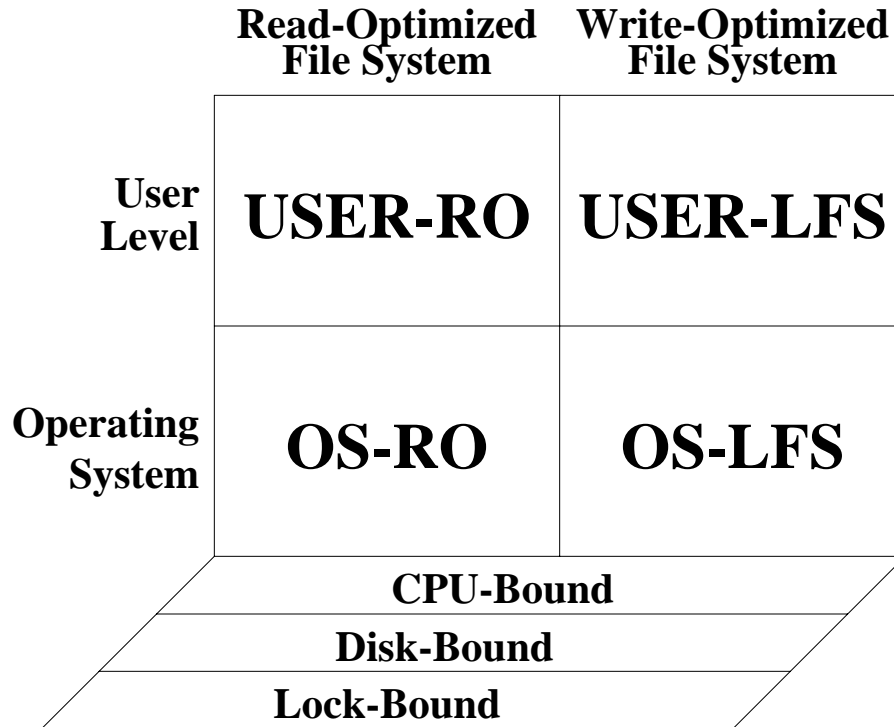 Read-Optimized
File System
Write-Optimized
File System
User
Level
USER-RO
USER-LFS
Operating
System
OS-RO
OS-LFS
CPU-Bound
Disk-Bound
Lock-Bound